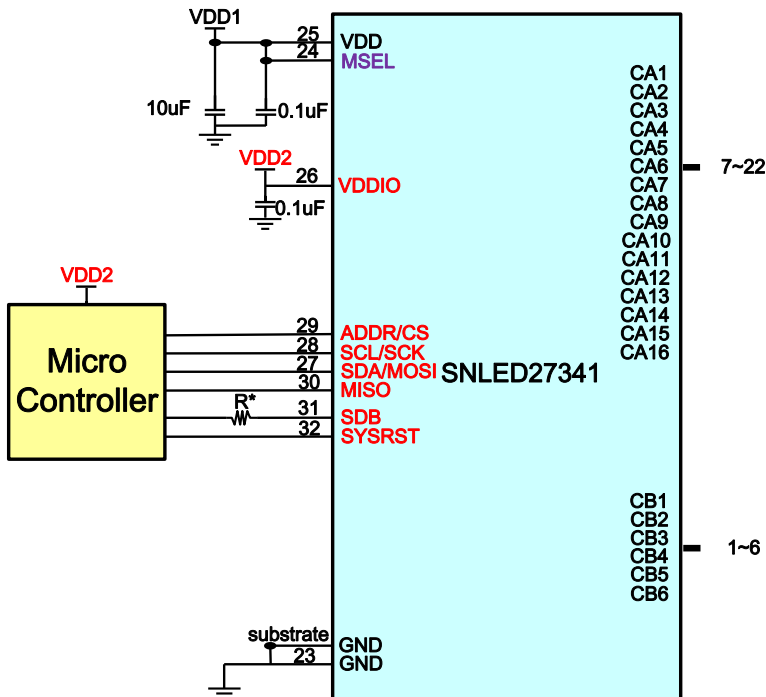 VDD1
25
VDD
24
MSEL
10uF
0.1uF
VDD2
26
VDDIO
0.1uF
VDD2
Micro
Controller
29
ADDR/CS
28
SCL/SCK
27
SDA/MOSI
30
MISO
R*
31
SDB
32
SYSRST
SNLED27341
CA1
CA2
CA3
CA4
CA5
CA6
CA7
CA8
CA9
CA10
CA11
CA12
CA13
CA14
CA15
CA16
7~22
CB1
CB2
CB3
CB4
CB5
CB6
1~6
substrate
GND
23
GND